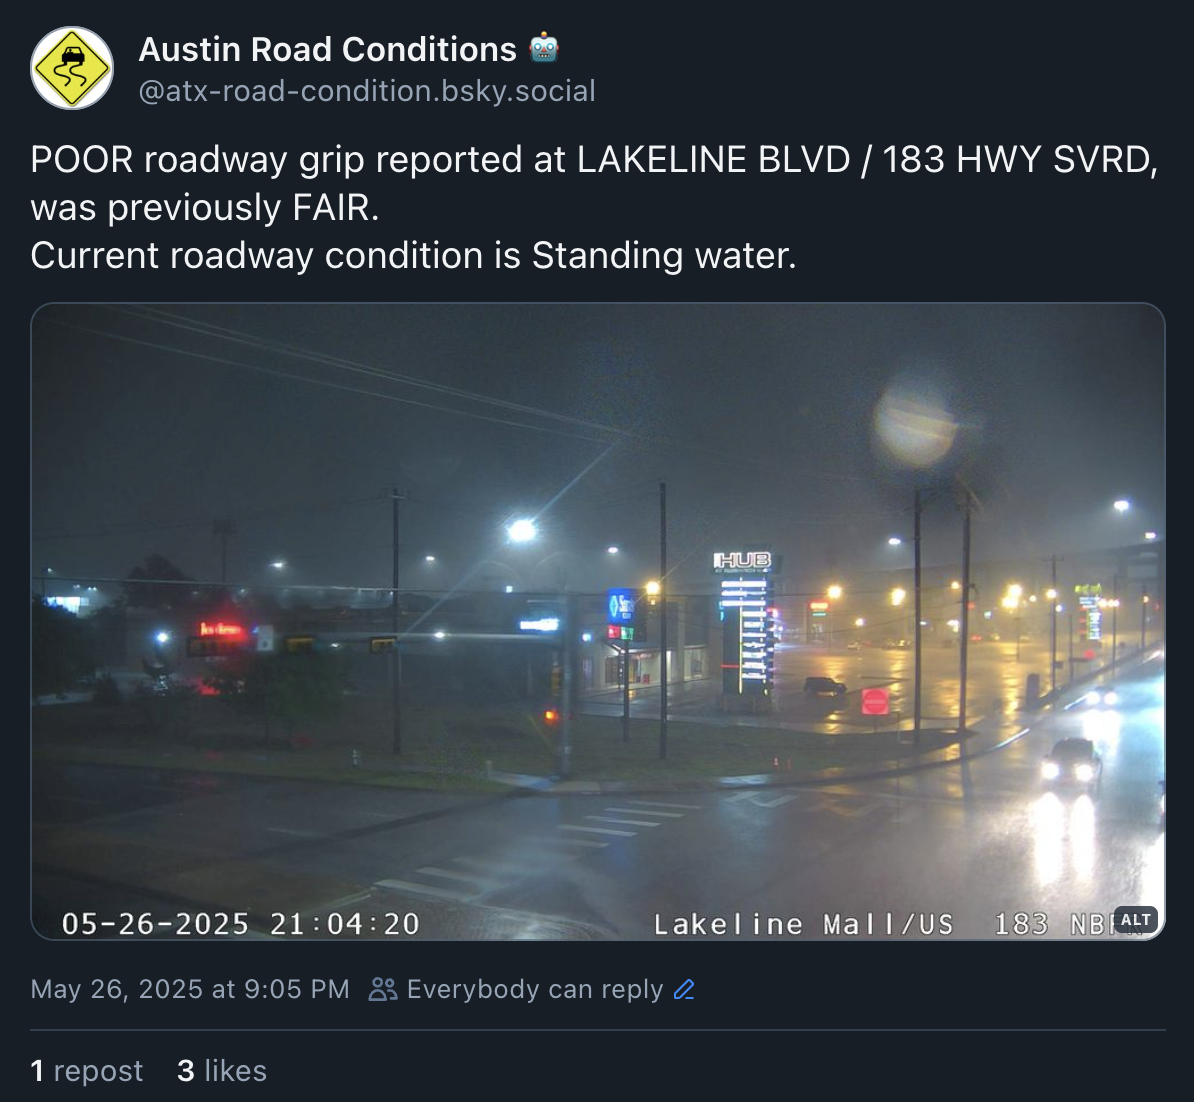 Austin Road Conditions 🤖
@atx-road-condition.bsky.social
POOR roadway grip reported at LAKELINE BLVD / 183 HWY SVRD,
was previously FAIR.
Current roadway condition is Standing water.
HUB
05-26-2025 21:04:20
Lakeline Mall/US 183 NB
ALT
May 26, 2025 at 9:05 PM Everybody can reply
1 repost 3 likes